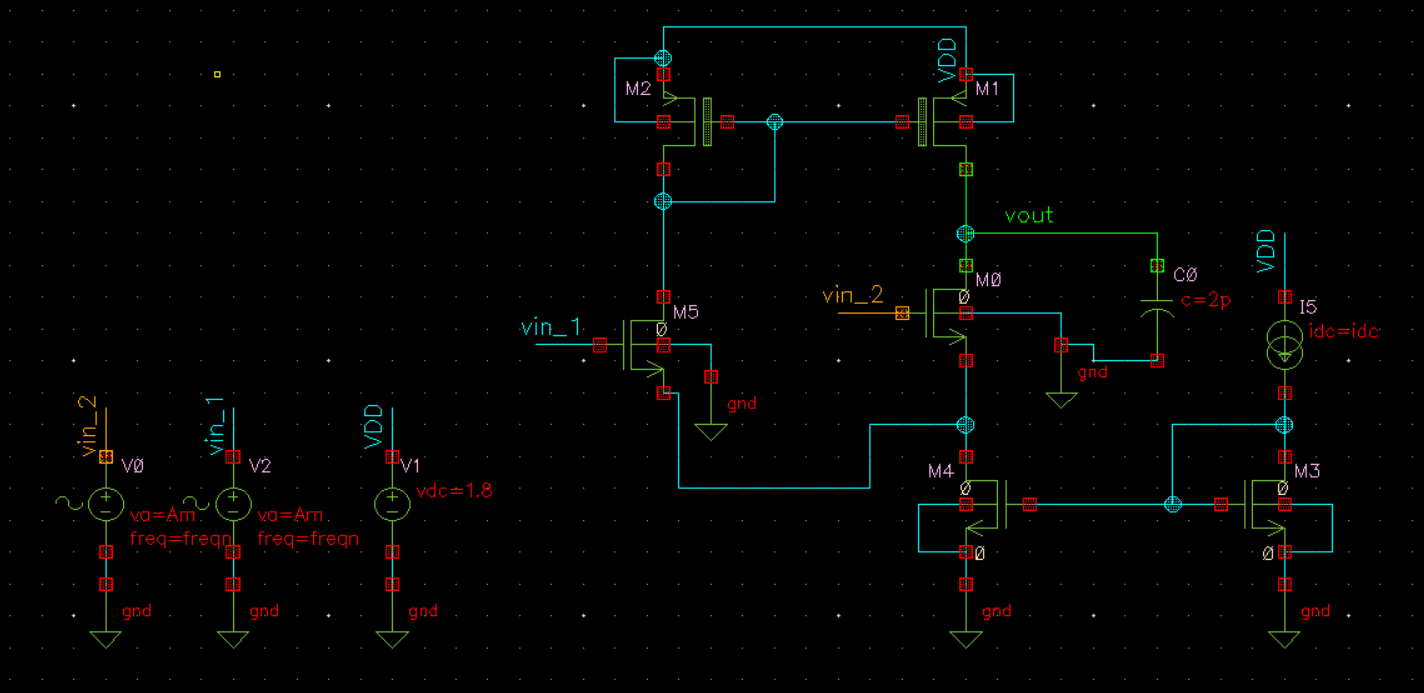 VDD
M2
M1
vout
VDD
vin_2
M0
0
C0
c=2p
vin_1
M5
0
I5
idc=idc
gnd
gnd
vin_2
vin_1
VDD
V0
V2
V1
M4
M3
vdc=1.8
0
0
va=Am
va=Am
freq=freqn
freq=freqn
0
0
gnd
gnd
gnd
gnd
gnd